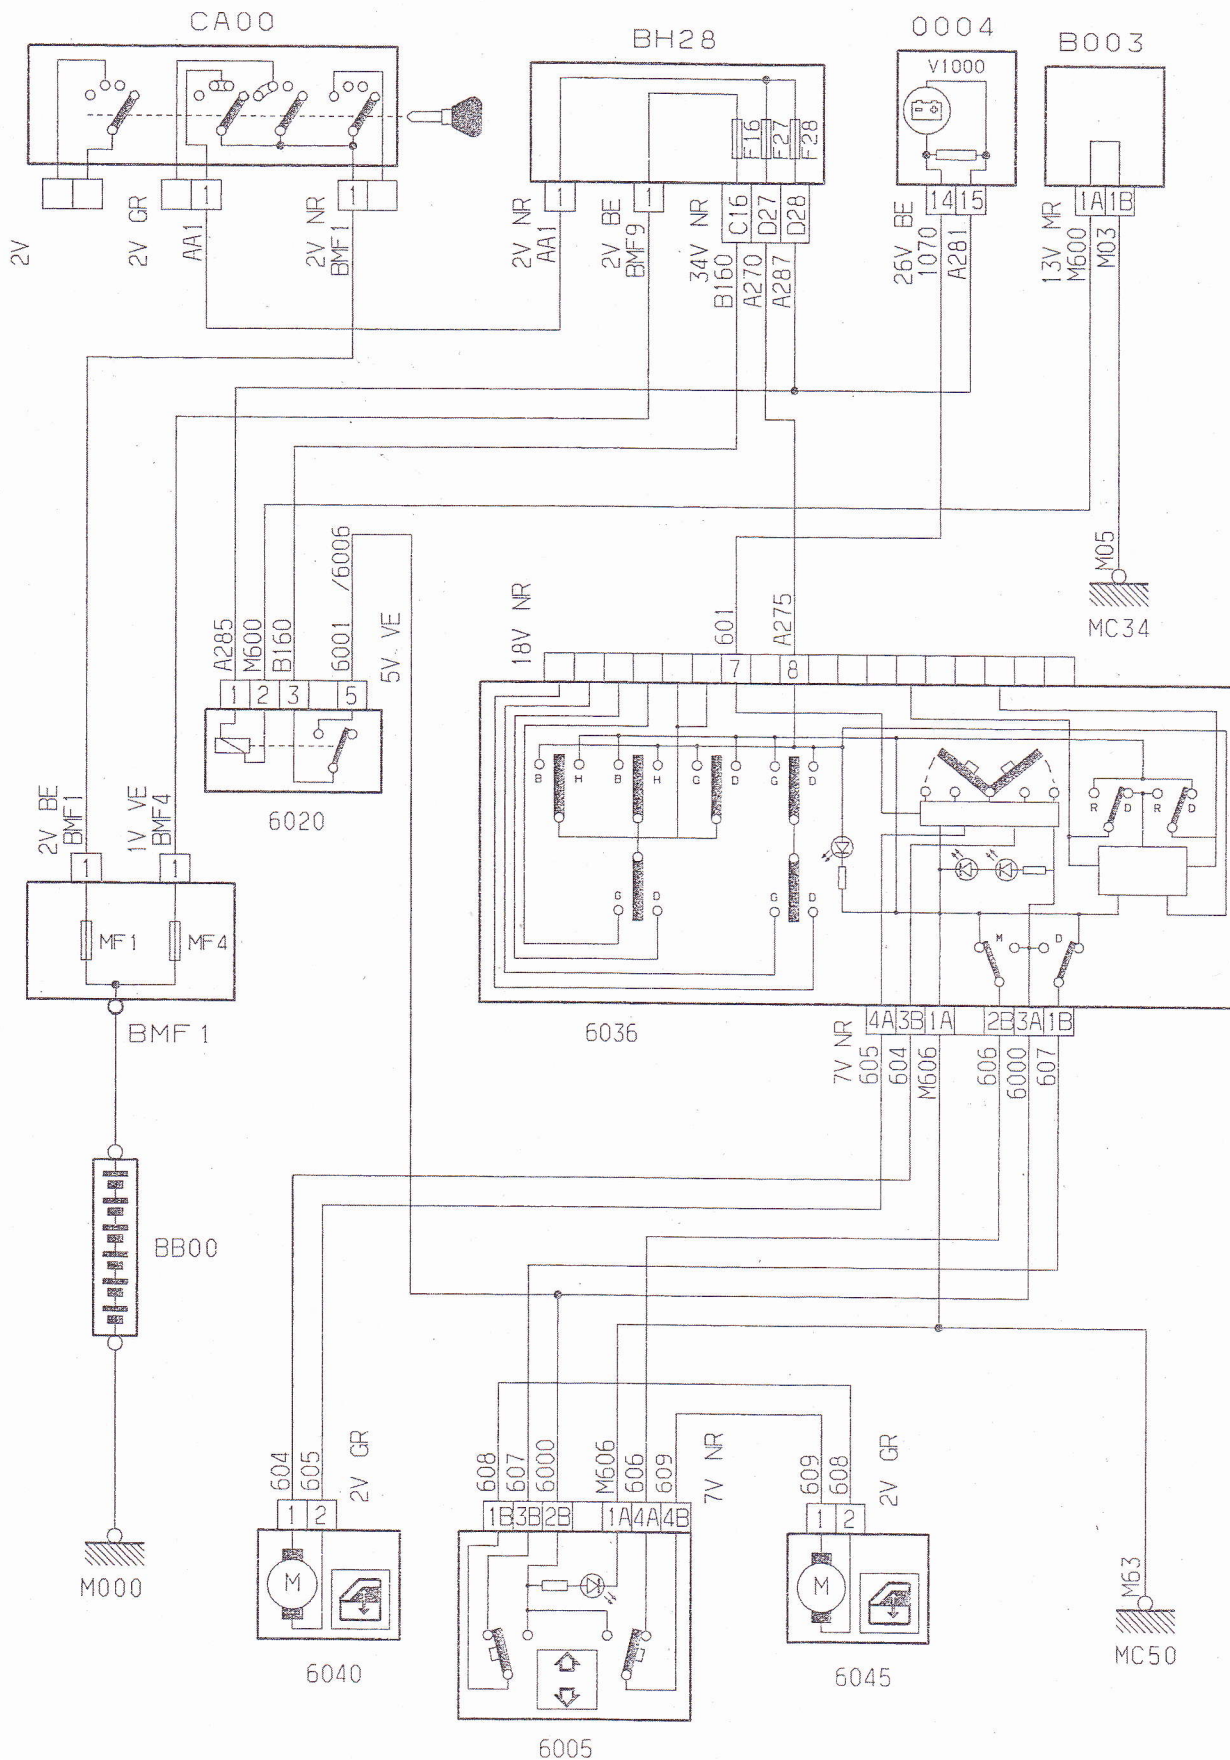 CA00
BH28
0004
B003
V1000
F16
F27
F28
1
1
1
1
C16
D27
D28
14 15
1A 1B
2V
2V GR
AA1
2V NR
BMF1
2V NR
AA1
2V BE
BMF9
34V NR
B160
A270
A287
26V BE
1070
A281
13V MR
M600
M03
M05
MC34
A285
M600
B160
6001 /6006
5V VE
1 2 3 5
6020
18V NR
601
A275
7 8
B H B H G D G D
R D R D
G D G D
M D
2V BE
BMF1
1V VE
BMF4
1 1
MF1 MF4
BMF1
6036
4A 3B 1A 2B 3A 1B
7V NR
605
604
M606
606
6000
607
BB00
M000
604
605
2V GR
1 2
M
6040
608
607
6000
M606
606
609
7V NR
1B 3B 2B 1A 4A 4B
6005
609
608
2V GR
1 2
M
6045
M63
MC50